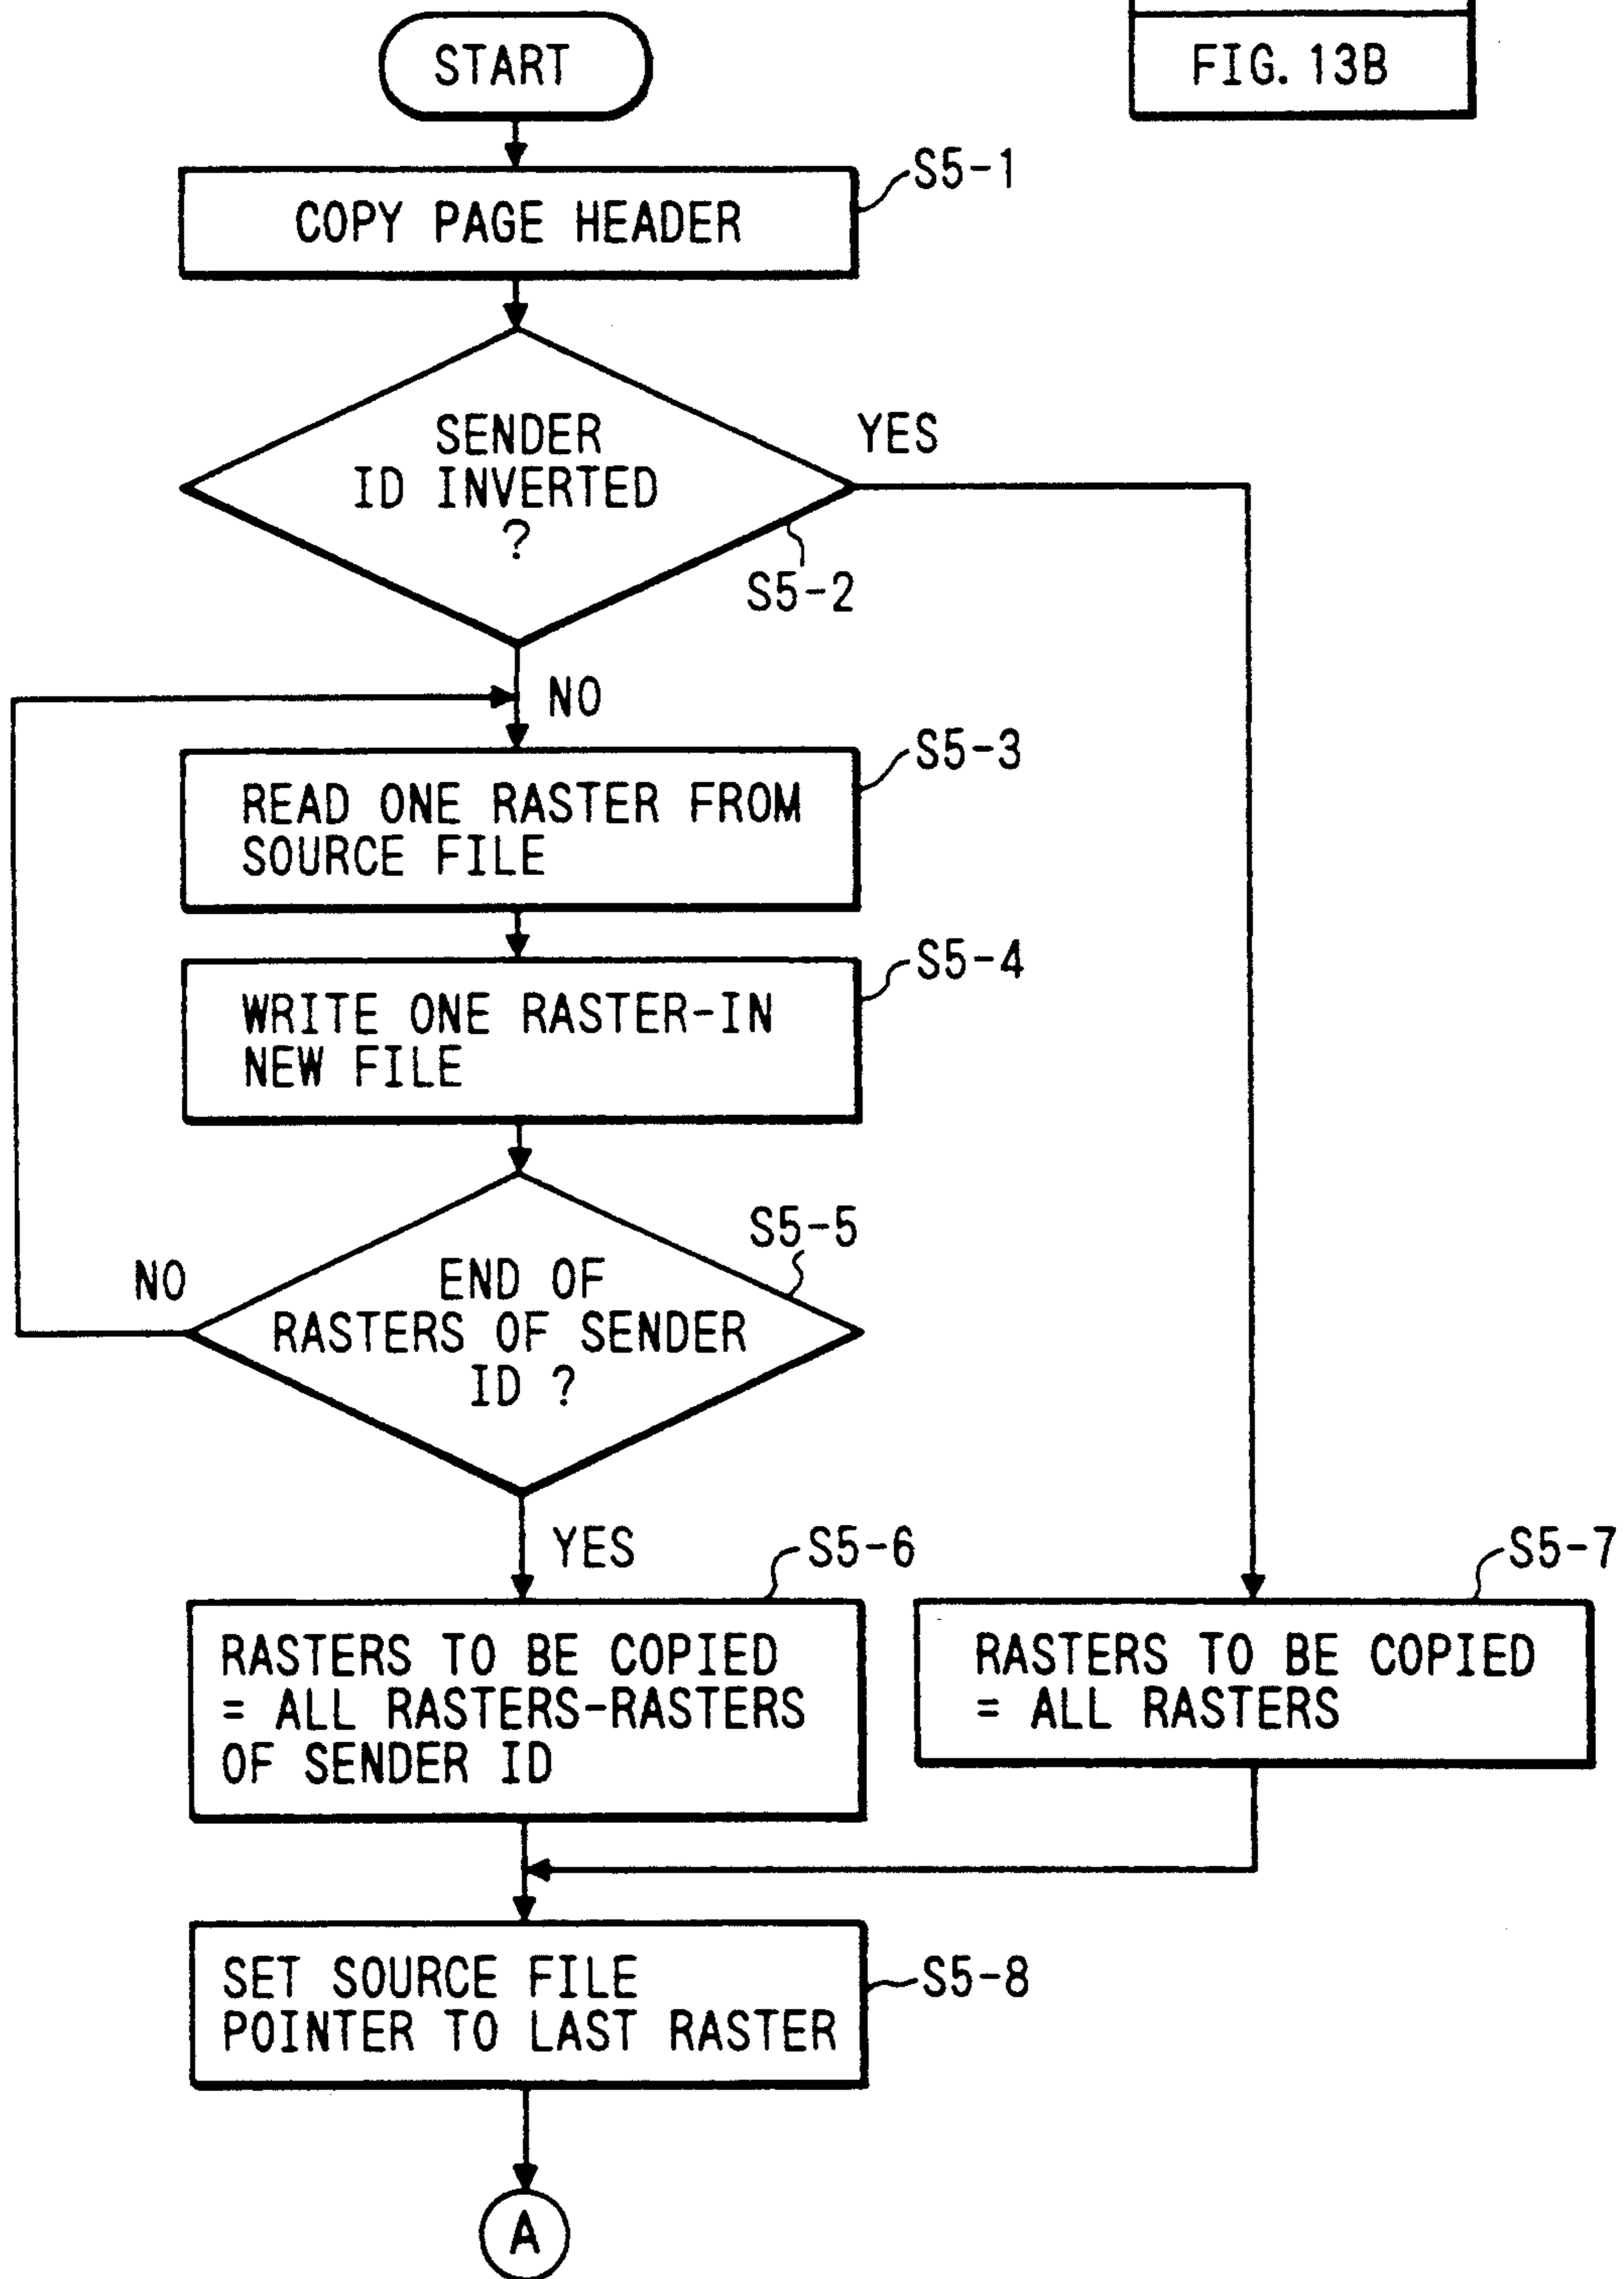 FIG. 13B
START
S5-1
COPY PAGE HEADER
SENDER
ID INVERTED
?
YES
S5-2
NO
S5-3
READ ONE RASTER FROM
SOURCE FILE
S5-4
WRITE ONE RASTER-IN
NEW FILE
S5-5
NO
END OF
RASTERS OF SENDER
ID ?
YES
S5-6
S5-7
RASTERS TO BE COPIED
= ALL RASTERS-RASTERS
OF SENDER ID
RASTERS TO BE COPIED
= ALL RASTERS
SET SOURCE FILE
POINTER TO LAST RASTER
S5-8
A